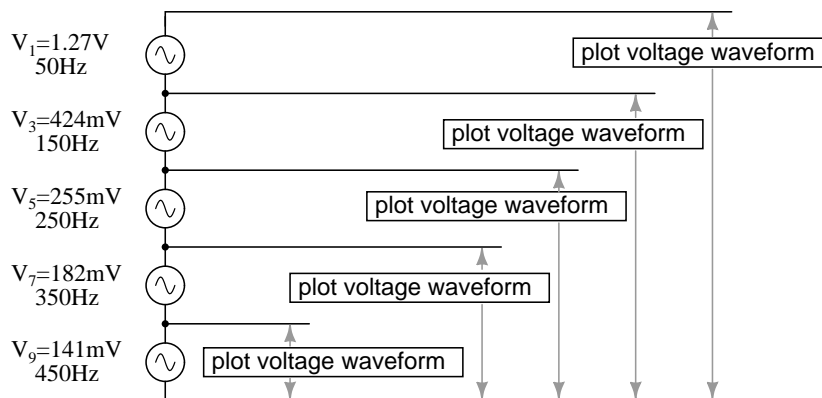 V1=1.27V
50Hz
plot voltage waveform
V3=424mV
150Hz
plot voltage waveform
V5=255mV
250Hz
plot voltage waveform
V7=182mV
350Hz
plot voltage waveform
V9=141mV
450Hz
plot voltage waveform